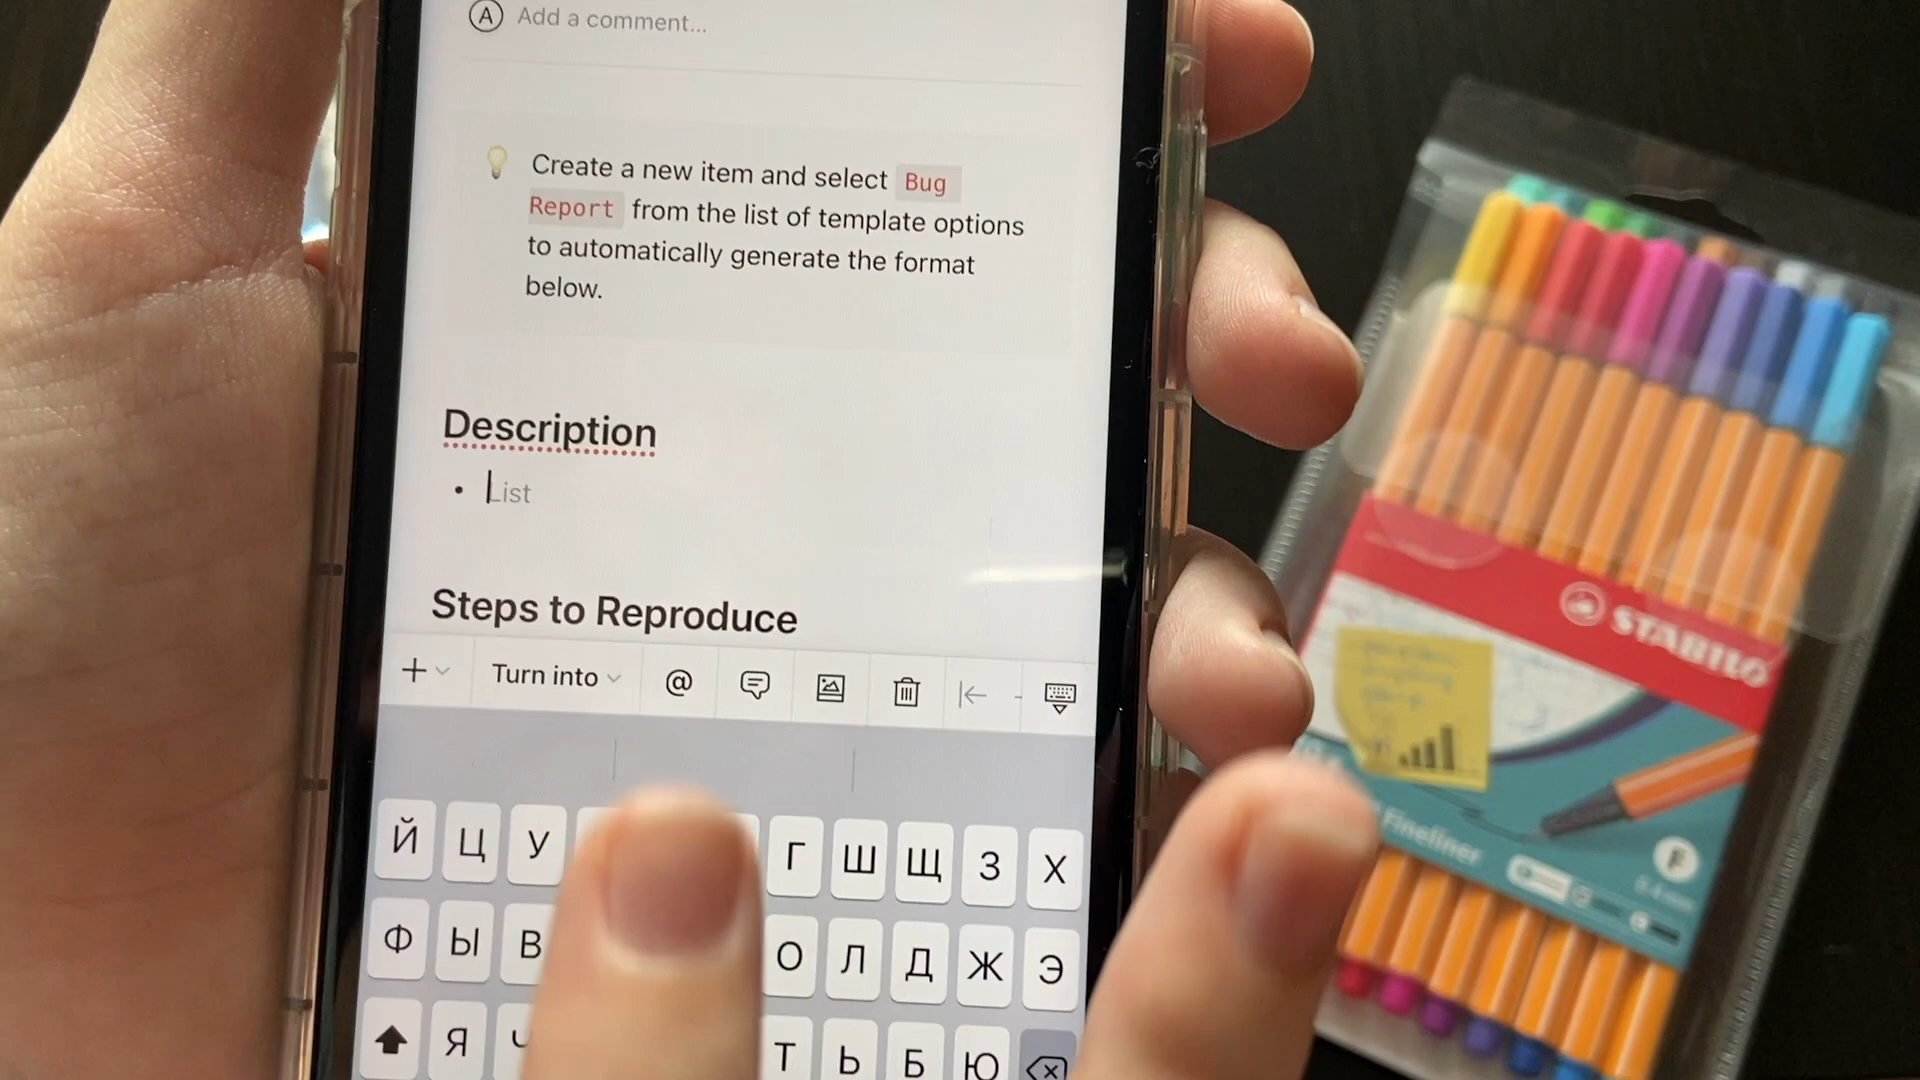 A Add a comment...
Create a new item and select Bug
Report from the list of template options
to automatically generate the format
below.
Description
• List
Steps to Reproduce
Turn into @
Й Ц У Г Ш Щ З Х
Ф Ы В О Л Д Ж Э
Я Т Ь Б Ю
STABILO
Fineliner
F